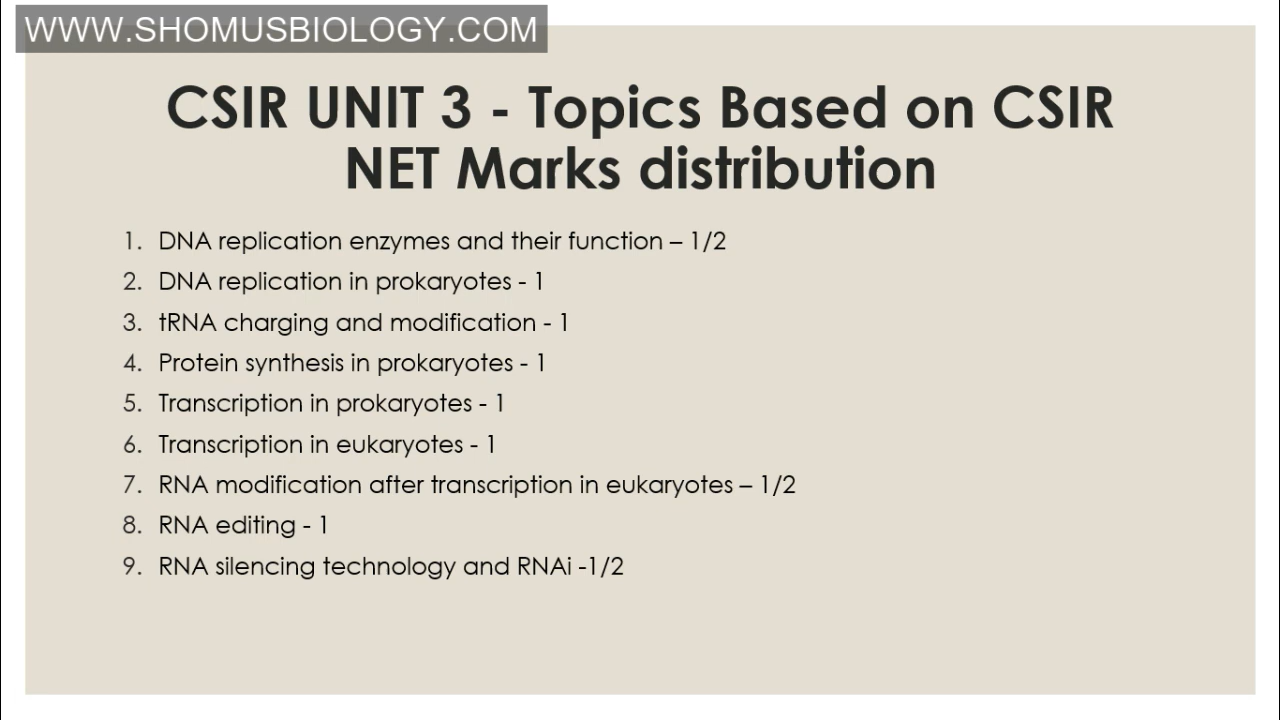 WWW.SHOMUSBIOLOGY.COM
CSIR UNIT 3 - Topics Based on CSIR
NET Marks distribution
1. DNA replication enzymes and their function – 1/2
2. DNA replication in prokaryotes - 1
3. tRNA charging and modification - 1
4. Protein synthesis in prokaryotes - 1
5. Transcription in prokaryotes - 1
6. Transcription in eukaryotes - 1
7. RNA modification after transcription in eukaryotes – 1/2
8. RNA editing - 1
9. RNA silencing technology and RNAi -1/2